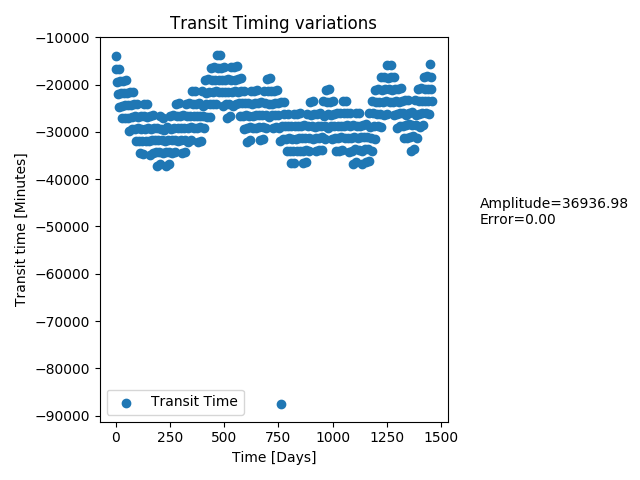 Transit Timing variations
−10000
−20000
−30000
−40000
−50000
−60000
−70000
−80000
−90000
Transit time [Minutes]
Amplitude=36936.98
Error=0.00
Transit Time
0
250
500
750
1000
1250
1500
Time [Days]